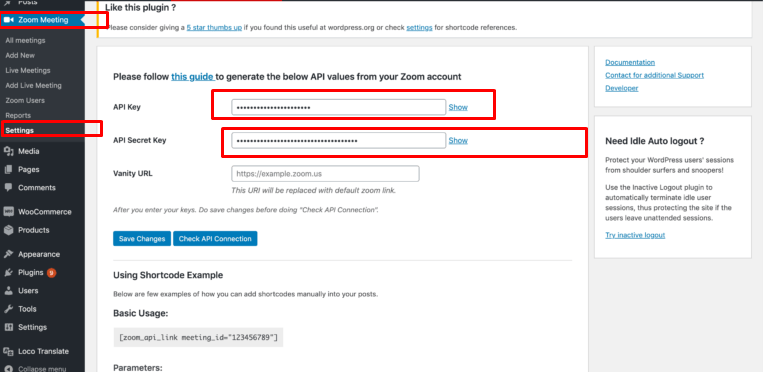 Posts
Zoom Meeting
All meetings
Add New
Live Meetings
Add Live Meeting
Zoom Users
Reports
Settings
Media
Pages
Comments
WooCommerce
Products
Appearance
Plugins 9
Users
Tools
Settings
Loco Translate
Collapse menu
Like this plugin ?
Please consider giving a 5 star thumbs up if you found this useful at wordpress.org or check settings for shortcode references.
Please follow this guide to generate the below API values from your Zoom account
API Key
Show
API Secret Key
Show
Vanity URL
https://example.zoom.us
This URI will be replaced with default zoom link.
After you enter your keys. Do save changes before doing "Check API Connection".
Save Changes Check API Connection
Using Shortcode Example
Below are few examples of how you can add shortcodes manually into your posts.
Basic Usage:
[zoom_api_link meeting_id="123456789"]
Parameters:
Documentation
Contact for additional Support
Developer
Need Idle Auto logout ?
Protect your WordPress users' sessions
from shoulder surfers and snoopers!
Use the Inactive Logout plugin to
automatically terminate idle user
sessions, thus protecting the site if the
users leave unattended sessions.
Try inactive logout